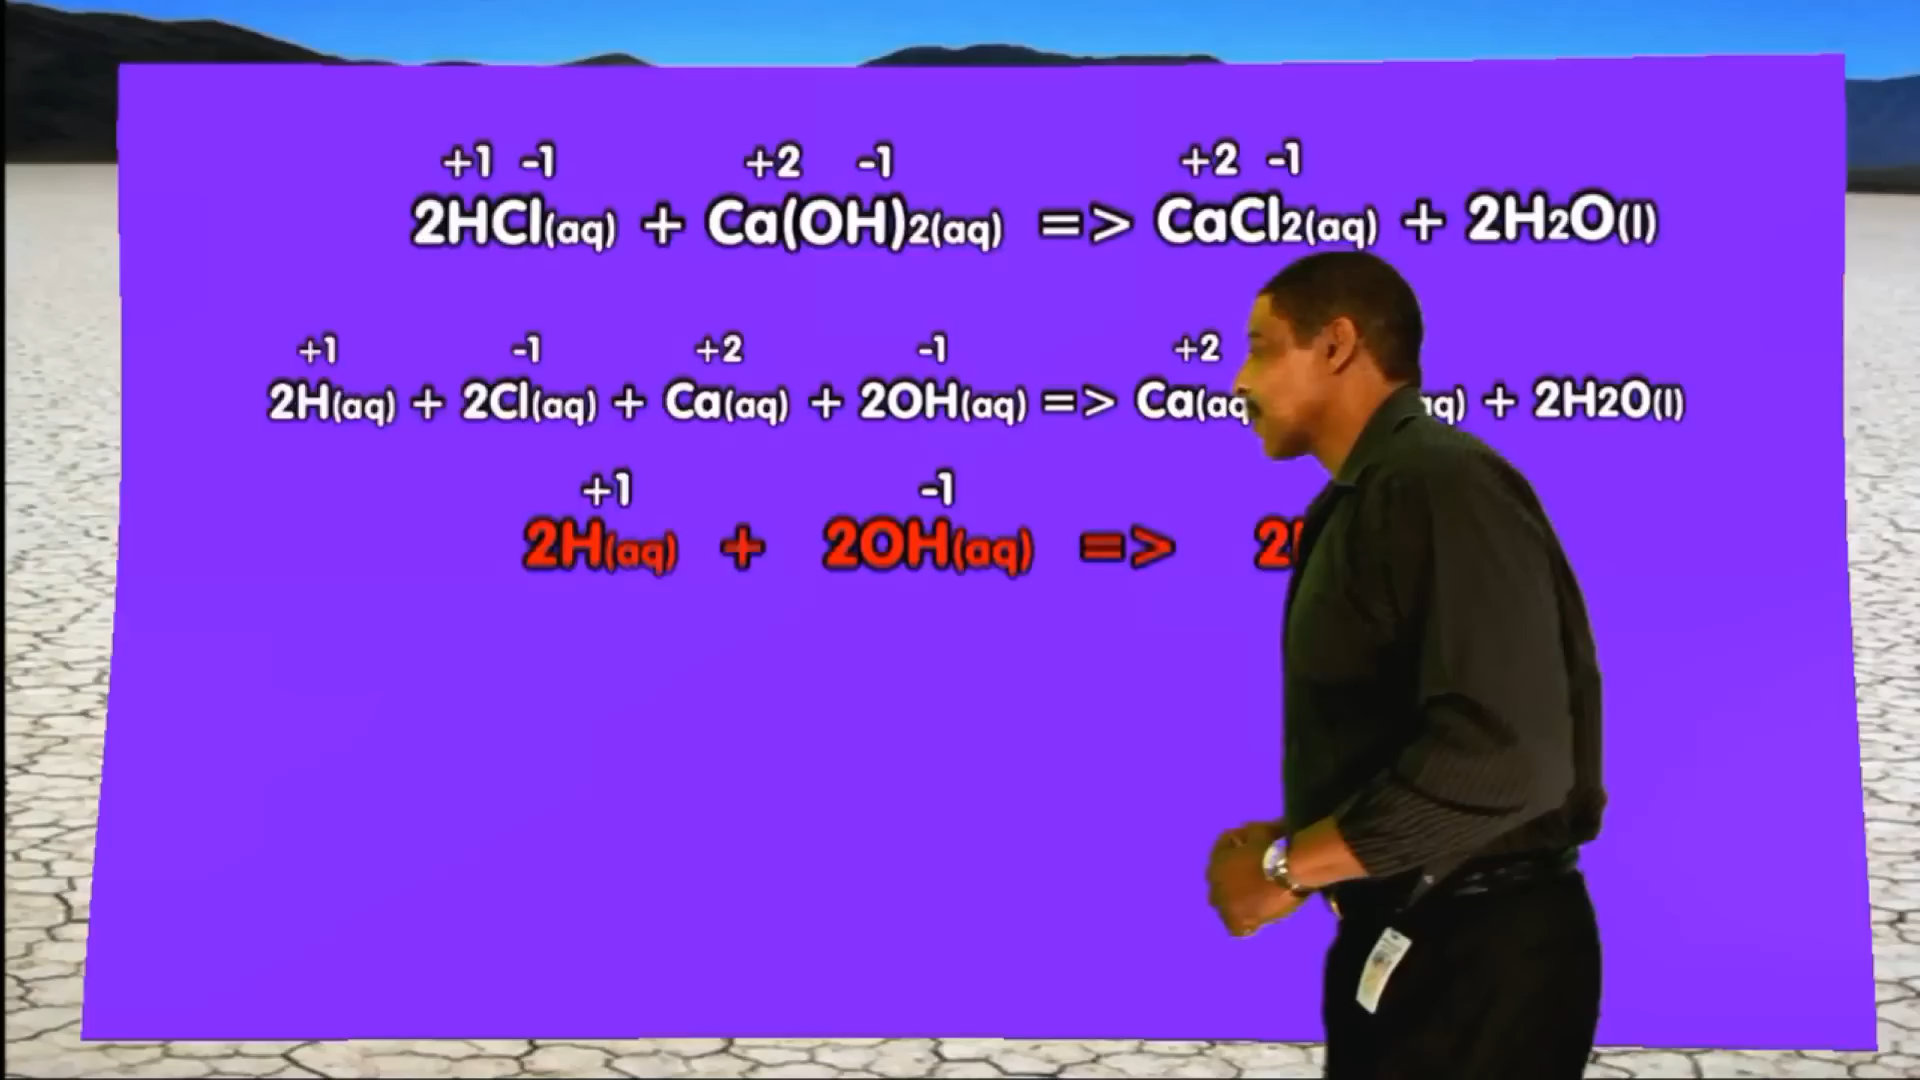 +1 -1 +2 -1 +2 -1
2HCl(aq) + Ca(OH)2(aq) => CaCl2(aq) + 2H2O(l)
+1 -1 +2 -1 +2
2H(aq) + 2Cl(aq) + Ca(aq) + 2OH(aq) => Ca(aq q) + 2H2O(l)
+1 -1
2H(aq) + 2OH(aq) => 2